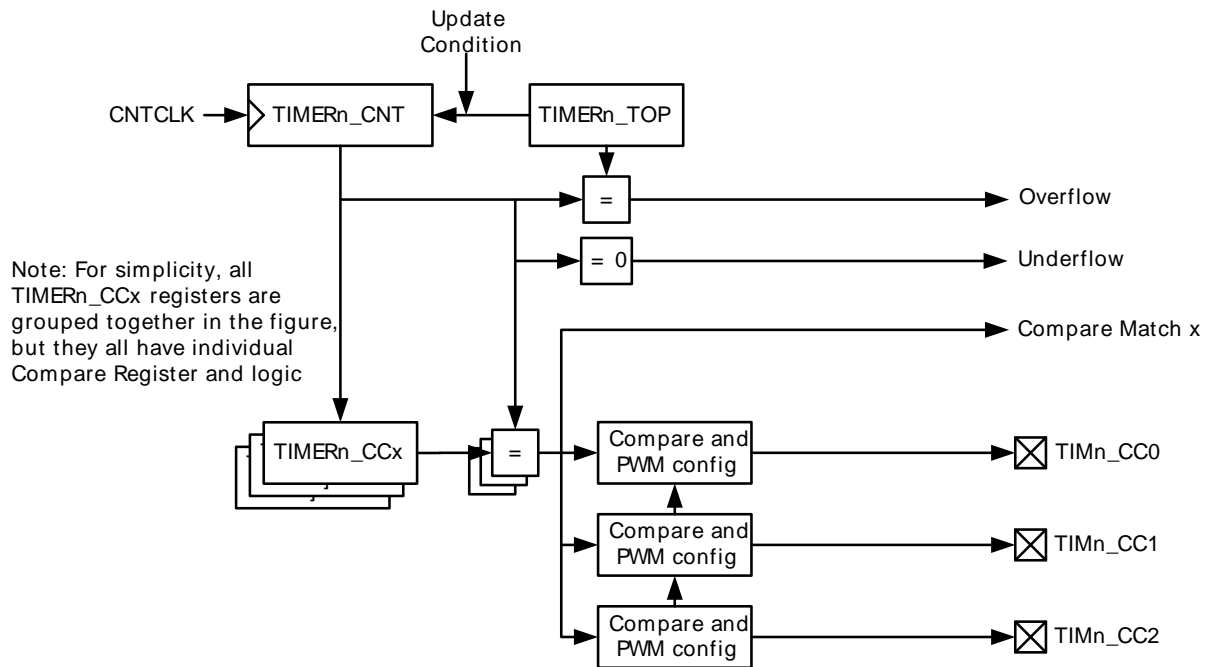 Update
Condition
CNTCLK
TIMERn_CNT
TIMERn_TOP
=
Overflow
= 0
Underflow
Note: For simplicity, all
TIMERn_CCx registers are
grouped together in the figure,
but they all have individual
Compare Register and logic
Compare Match x
TIMERn_CCx
=
Compare and
PWM config
TIMn_CC0
Compare and
PWM config
TIMn_CC1
Compare and
PWM config
TIMn_CC2